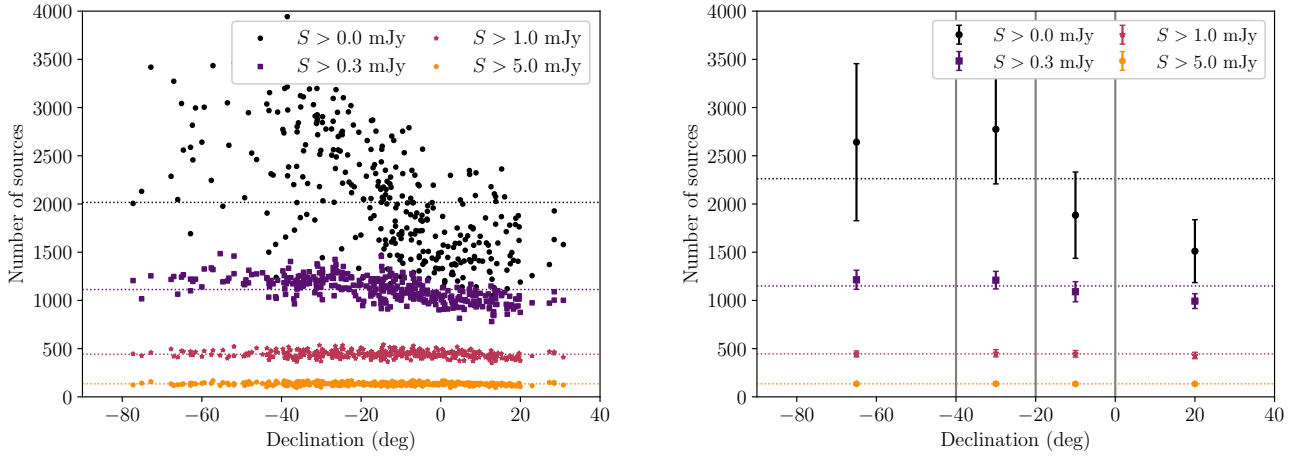 4000
3500
3000
2500
2000
1500
1000
500
0
Number of sources
S > 0.0 mJy
S > 0.3 mJy
S > 1.0 mJy
S > 5.0 mJy
−80 −60 −40 −20 0 20 40
Declination (deg)
4000
3500
3000
2500
2000
1500
1000
500
0
Number of sources
S > 0.0 mJy
S > 0.3 mJy
S > 1.0 mJy
S > 5.0 mJy
−80 −60 −40 −20 0 20 40
Declination (deg)